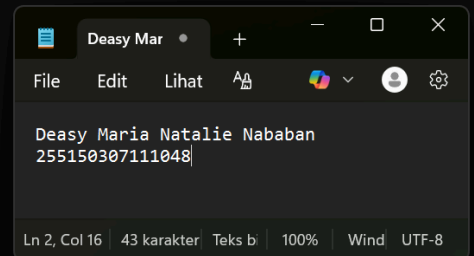 Deasy Mar
File Edit Lihat
Deasy Maria Natalie Nababan
255150307111048
Ln 2, Col 16 43 karakter Teks bi 100% Wind UTF-8